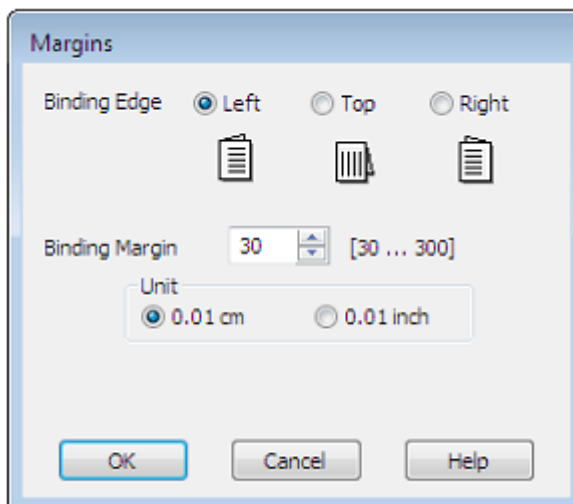 Margins
Binding Edge Left Top Right
Binding Margin 30 [30 ... 300]
Unit
0.01 cm 0.01 inch
OK Cancel Help